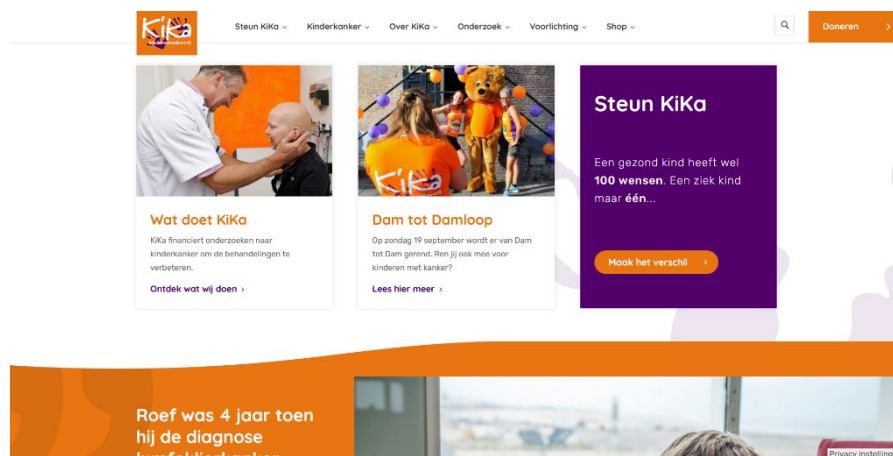 KiKa
kinderkankervrij
Steun KiKa
Kinderkanker
Over KiKa
Onderzoek
Voorlichting
Shop
Doneren
KiKa
Steun KiKa
Een gezond kind heeft wel
100 wensen. Een ziek kind
maar één...
Maak het verschil
Wat doet KiKa
KiKa financiert onderzoeken naar
kinderkanker om de behandelingen te
verbeteren.
Ontdek wat wij doen
Dam tot Damloop
Op zondag 19 september wordt er van Dam
tot Dam gerend. Ren jij ook mee voor
kinderen met kanker?
Lees hier meer
Roef was 4 jaar toen
hij de diagnose
lymfeklierkanker
Privacy instelling